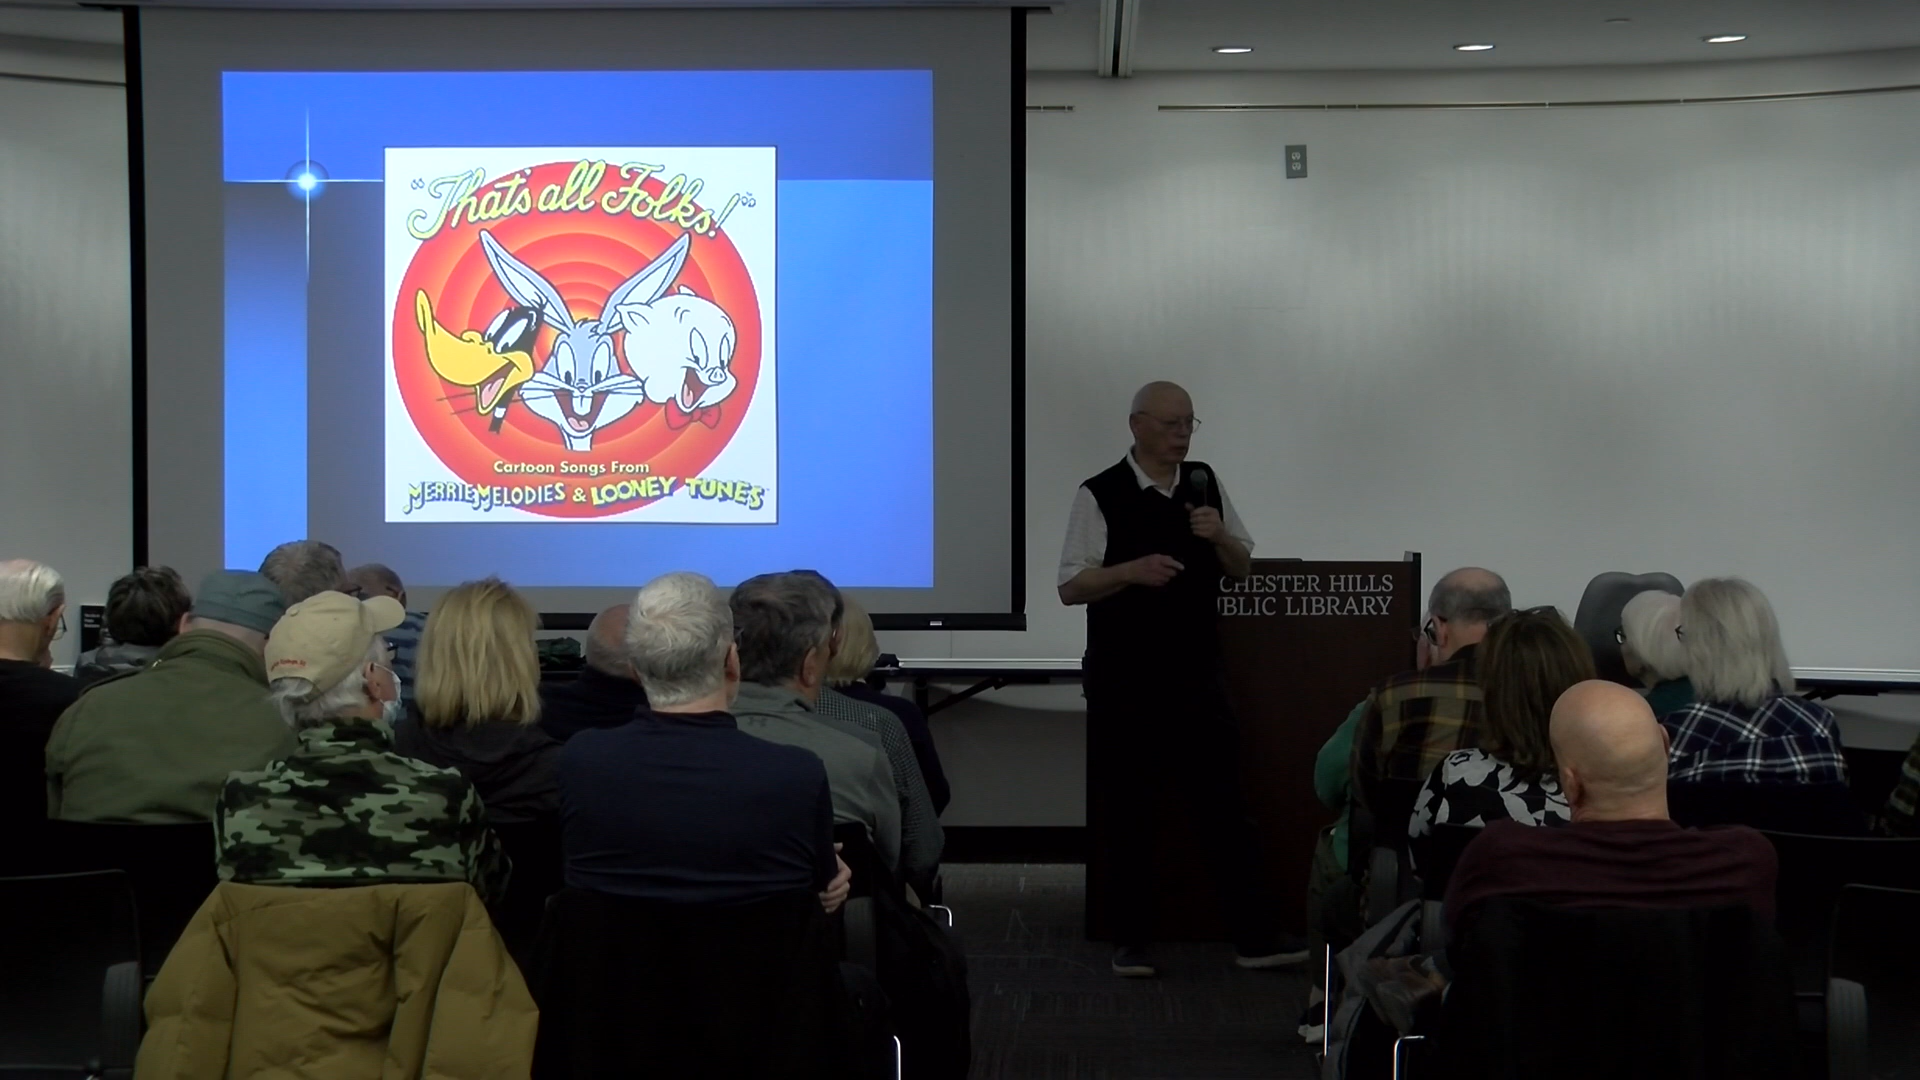 "That's all Folks!"
Cartoon Songs From
MERRIE MELODIES & LOONEY TUNES
CHESTER HILLS
BLIC LIBRARY